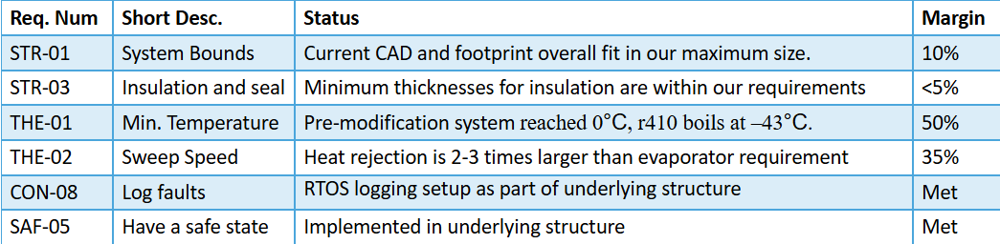 Req. Num Short Desc. Status Margin
STR-01 System Bounds Current CAD and footprint overall fit in our maximum size. 10%
STR-03 Insulation and seal Minimum thicknesses for insulation are within our requirements <5%
THE-01 Min. Temperature Pre-modification system reached 0°C, r410 boils at –43°C. 50%
THE-02 Sweep Speed Heat rejection is 2-3 times larger than evaporator requirement 35%
CON-08 Log faults RTOS logging setup as part of underlying structure Met
SAF-05 Have a safe state Implemented in underlying structure Met